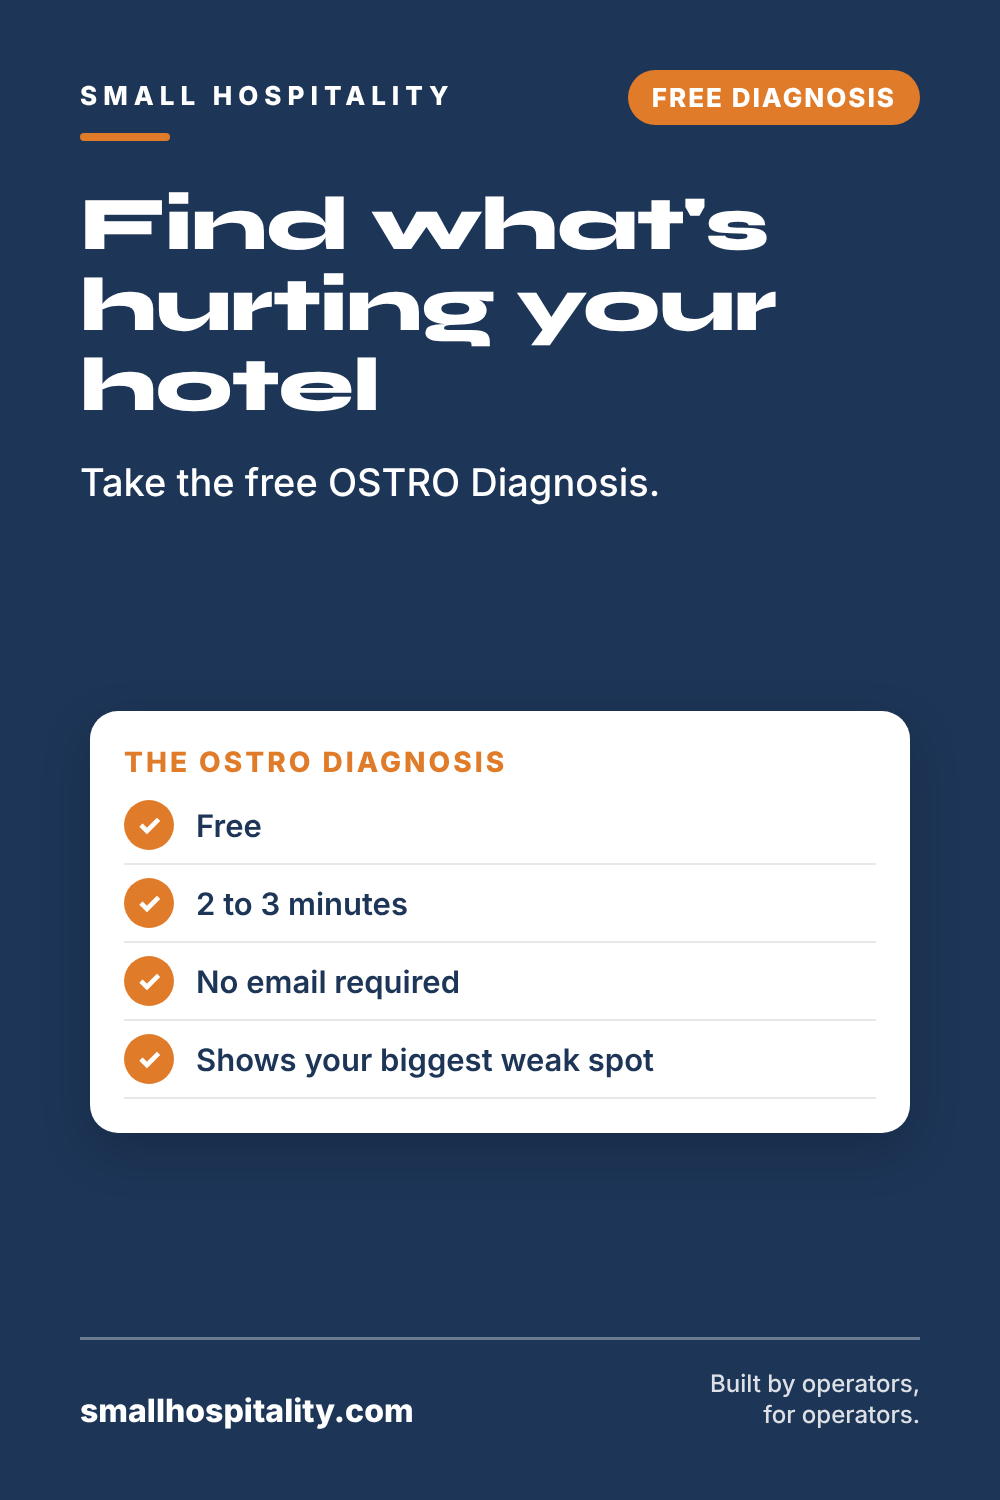 SMALL HOSPITALITY
FREE DIAGNOSIS
Find what's
hurting your
hotel
Take the free OSTRO Diagnosis.
THE OSTRO DIAGNOSIS
Free
2 to 3 minutes
No email required
Shows your biggest weak spot
smallhospitality.com
Built by operators,
for operators.